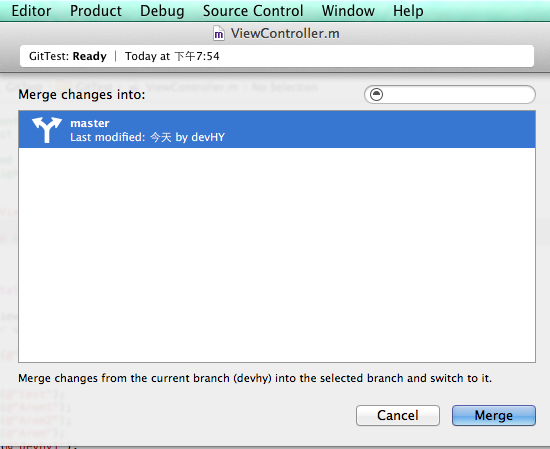 Editor Product Debug Source Control Window Help
ViewController.m
GitTest: Ready | Today at 下午7:54
Merge changes into:
master
Last modified: 今天 by devHY
Merge changes from the current branch (devhy) into the selected branch and switch to it.
Cancel Merge